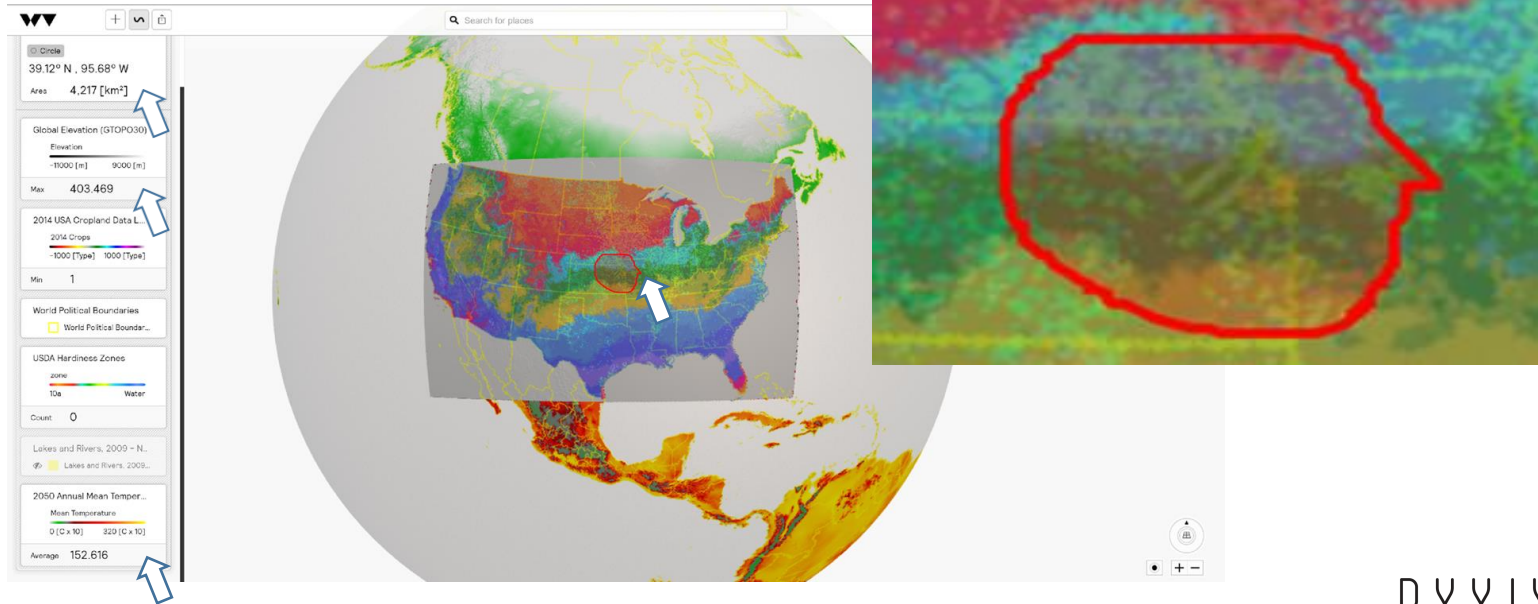 Search for places
Circle
39.12° N , 95.68° W
Area 4,217 [km²]
Global Elevation (GTOPO30)
Elevation
-11000 [m] 9000 [m]
Max 403.469
2014 USA Cropland Data L...
2014 Crops
-1000 [Type] 1000 [Type]
Min 1
World Political Boundaries
World Political Boundar...
USDA Hardiness Zones
zone
10a Water
Count 0
Lakes and Rivers, 2009 - N...
Lakes and Rivers, 2009...
2050 Annual Mean Temper...
Mean Temperature
0 [C x 10] 320 [C x 10]
Average 152.616